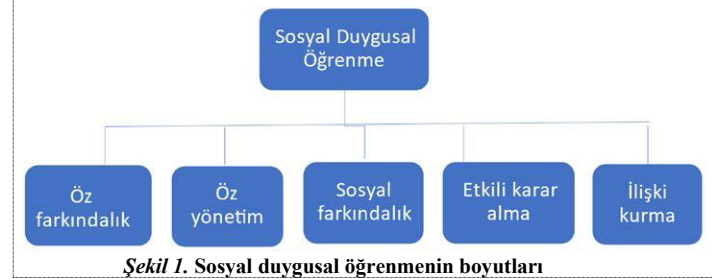 Sosyal Duygusal
Öğrenme
Öz
farkındalık
Öz
yönetim
Sosyal
farkındalık
Etkili karar
alma
İlişki
kurma
Şekil 1. Sosyal duygusal öğrenmenin boyutları